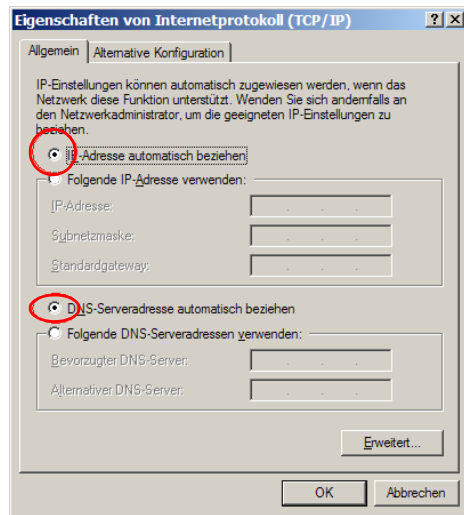 Eigenschaften von Internetprotokoll (TCP/IP)
Allgemein Alternative Konfiguration
IP-Einstellungen können automatisch zugewiesen werden, wenn das
Netzwerk diese Funktion unterstützt. Wenden Sie sich andernfalls an
den Netzwerkadministrator, um die geeigneten IP-Einstellungen zu
beziehen.
IP-Adresse automatisch beziehen
Folgende IP-Adresse verwenden:
IP-Adresse:
Subnetzmaske:
Standardgateway:
DNS-Serveradresse automatisch beziehen
Folgende DNS-Serveradressen verwenden:
Bevorzugter DNS-Server:
Alternativer DNS-Server:
Erweitert...
OK Abbrechen